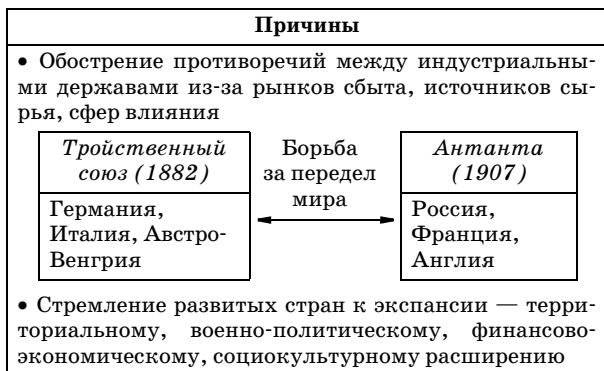 Причины
• Обострение противоречий между индустриальны-
ми державами из-за рынков сбыта, источников сы-
рья, сфер влияния
Тройственный
союз (1882)
Германия,
Италия, Австро-
Венгрия
Борьба
за передел
мира
Антанта
(1907)
Россия,
Франция,
Англия
• Стремление развитых стран к экспансии — терри-
ториальному, военно-политическому, финансово-
экономическому, социокультурному расширению